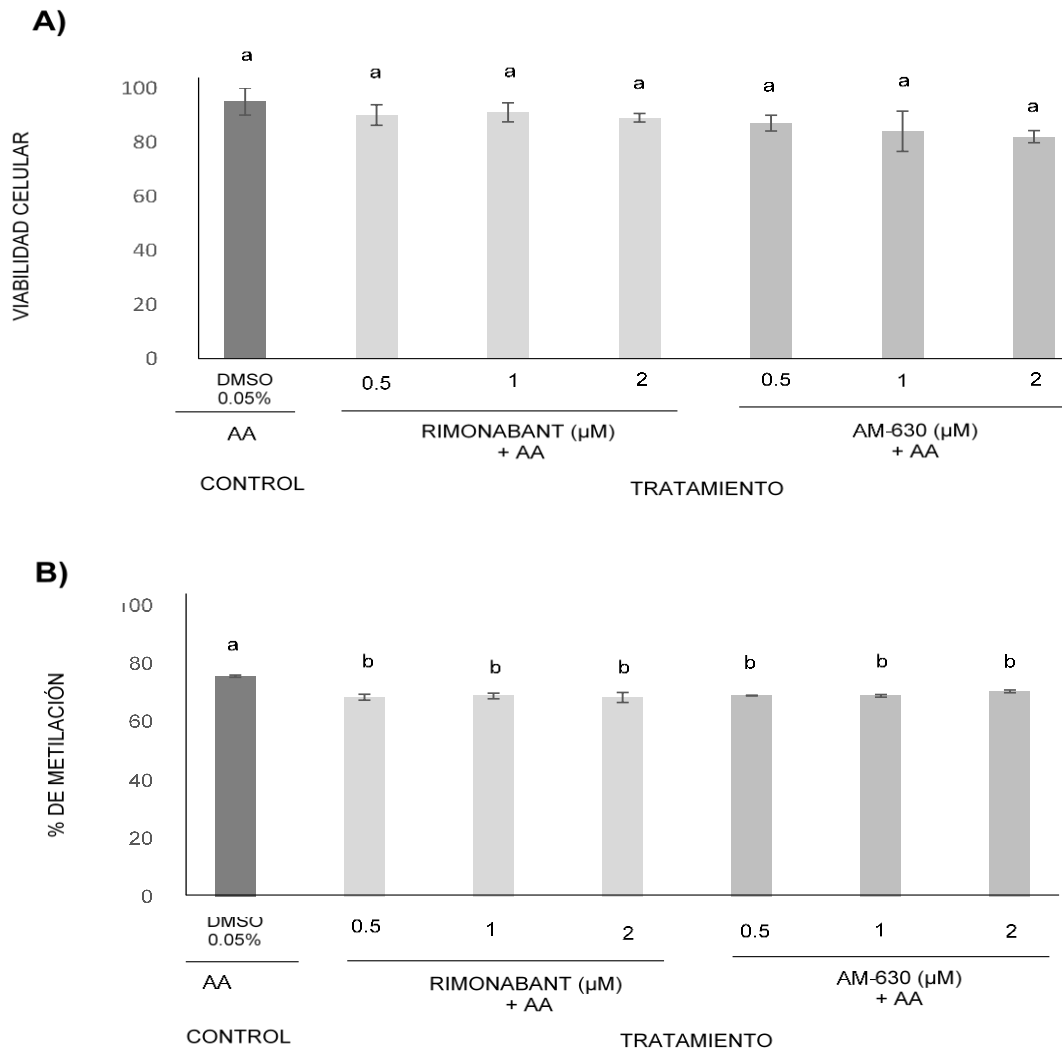 A)
a
a
a
a
a
a
a
100
80
60
40
20
0
VIABILIDAD CELULAR
DMSO
0.05%
0.5
1
2
0.5
1
2
AA
RIMONABANT (µM)
+ AA
AM-630 (µM)
+ AA
CONTROL
TRATAMIENTO
B)
100
80
60
40
20
0
% DE METILACIÓN
a
b
b
b
b
b
b
DMSO
0.05%
0.5
1
2
0.5
1
2
AA
RIMONABANT (µM)
+ AA
AM-630 (µM)
+ AA
CONTROL
TRATAMIENTO